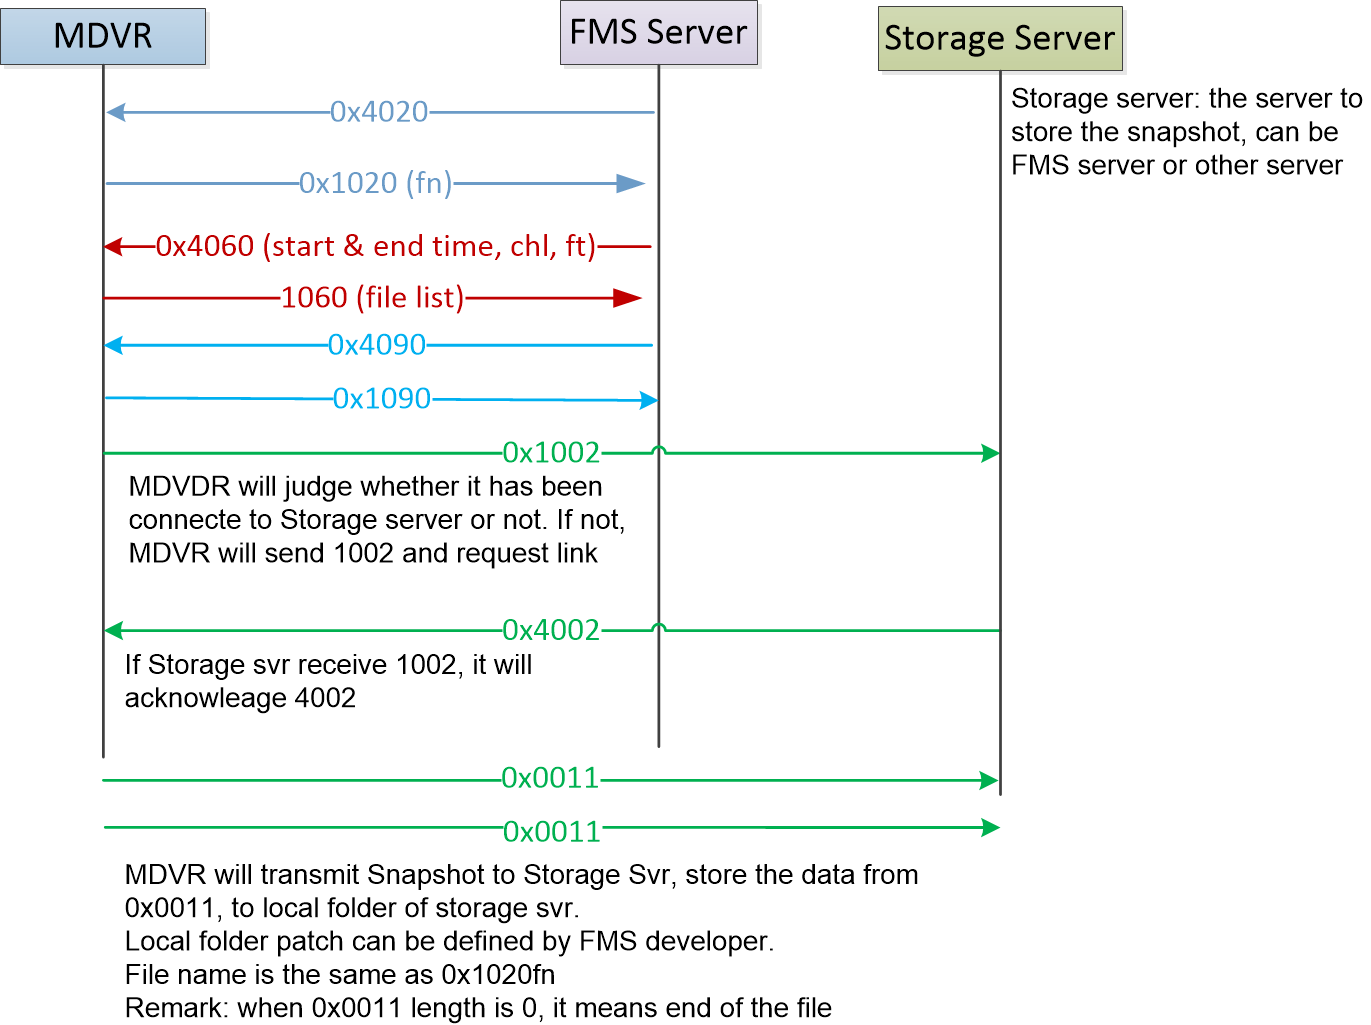 MDVR
FMS Server
Storage Server
Storage server: the server to
store the snapshot, can be
FMS server or other server
0x4020
0x1020 (fn)
0x4060 (start & end time, chl, ft)
1060 (file list)
0x4090
0x1090
0x1002
MDVDR will judge whether it has been
connecte to Storage server or not. If not,
MDVR will send 1002 and request link
0x4002
If Storage svr receive 1002, it will
acknowleage 4002
0x0011
0x0011
MDVR will transmit Snapshot to Storage Svr, store the data from
0x0011, to local folder of storage svr.
Local folder patch can be defined by FMS developer.
File name is the same as 0x1020fn
Remark: when 0x0011 length is 0, it means end of the file